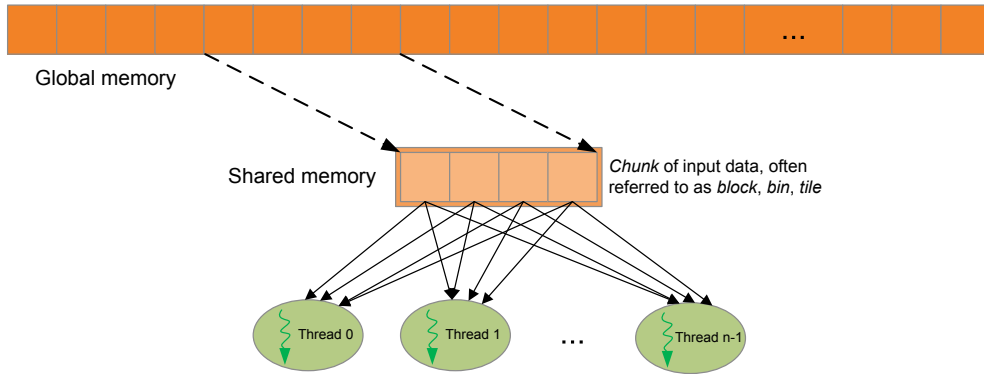 ...
Global memory
Shared memory
Chunk of input data, often
referred to as block, bin, tile
Thread 0
Thread 1
...
Thread n-1